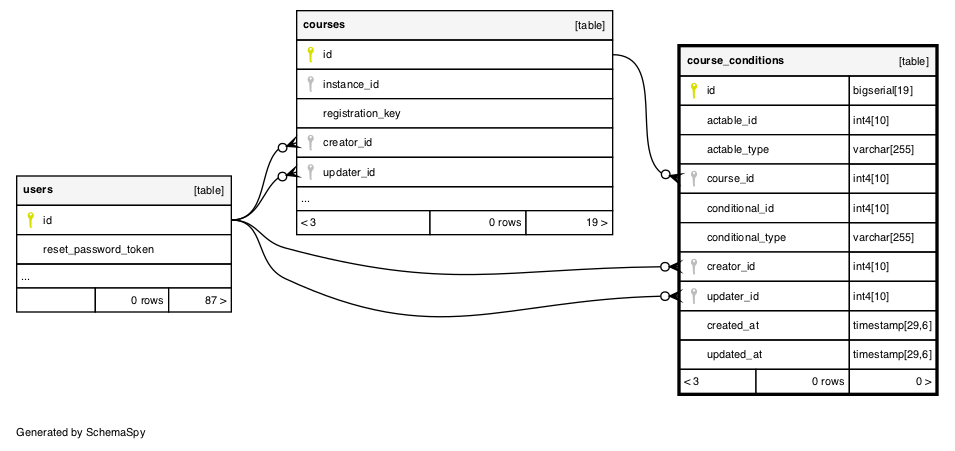 courses [table]
id
instance_id
registration_key
creator_id
updater_id
...
< 3 0 rows 19 >
users [table]
id
reset_password_token
...
0 rows 87 >
course_conditions [table]
id bigserial[19]
actable_id int4[10]
actable_type varchar[255]
course_id int4[10]
conditional_id int4[10]
conditional_type varchar[255]
creator_id int4[10]
updater_id int4[10]
created_at timestamp[29,6]
updated_at timestamp[29,6]
< 3 0 rows 0 >
Generated by SchemaSpy